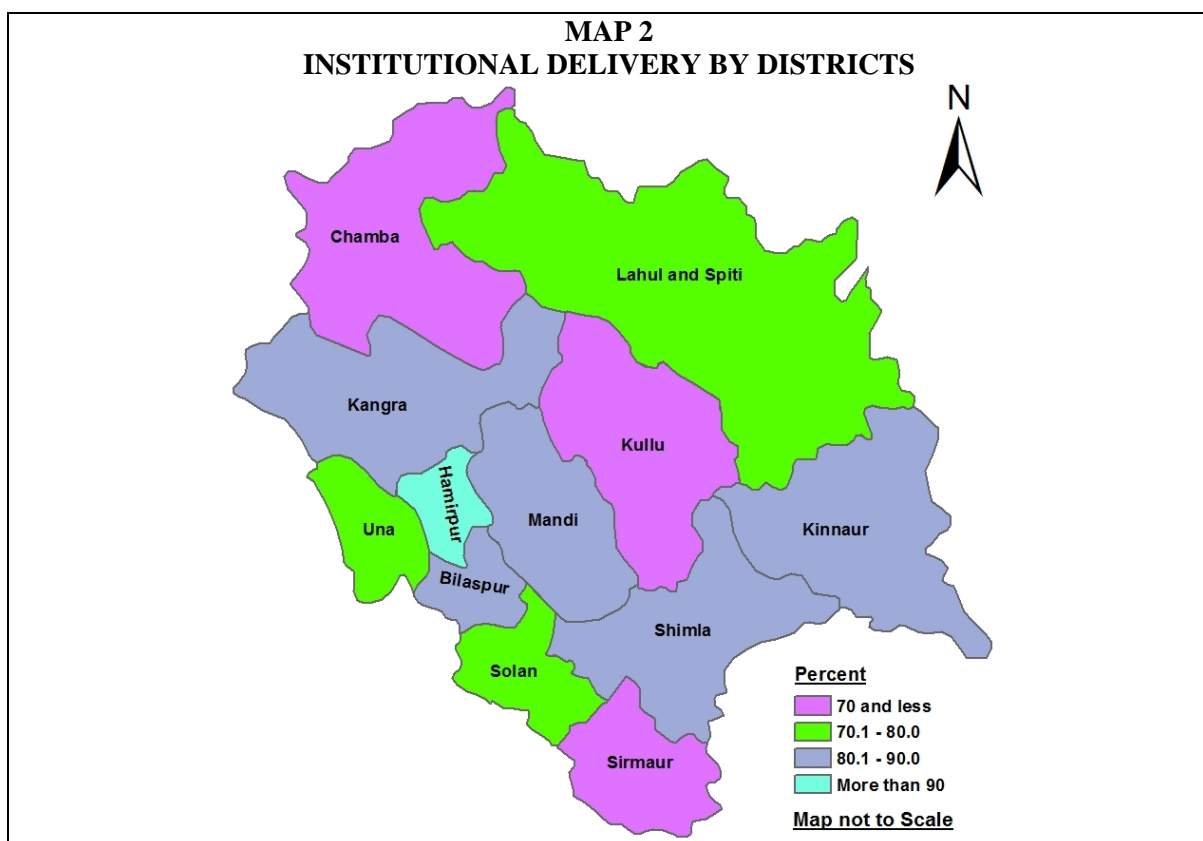 MAP 2
INSTITUTIONAL DELIVERY BY DISTRICTS
N
Chamba
Lahul and Spiti
Kangra
Kullu
Hamirpur
Una
Mandi
Kinnaur
Bilaspur
Shimla
Solan
Sirmaur
Percent
70 and less
70.1 - 80.0
80.1 - 90.0
More than 90
Map not to Scale